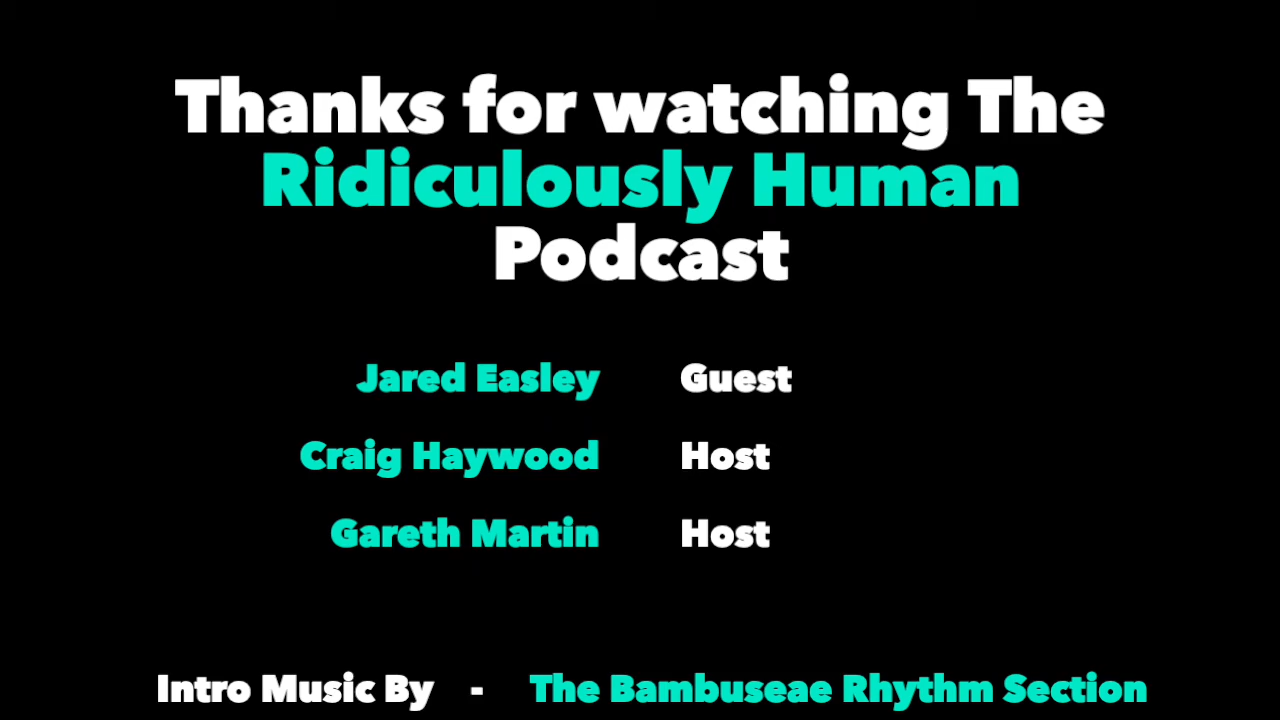 Thanks for watching The
Ridiculously Human
Podcast
Jared Easley Guest
Craig Haywood Host
Gareth Martin Host
Intro Music By - The Bambuseae Rhythm Section